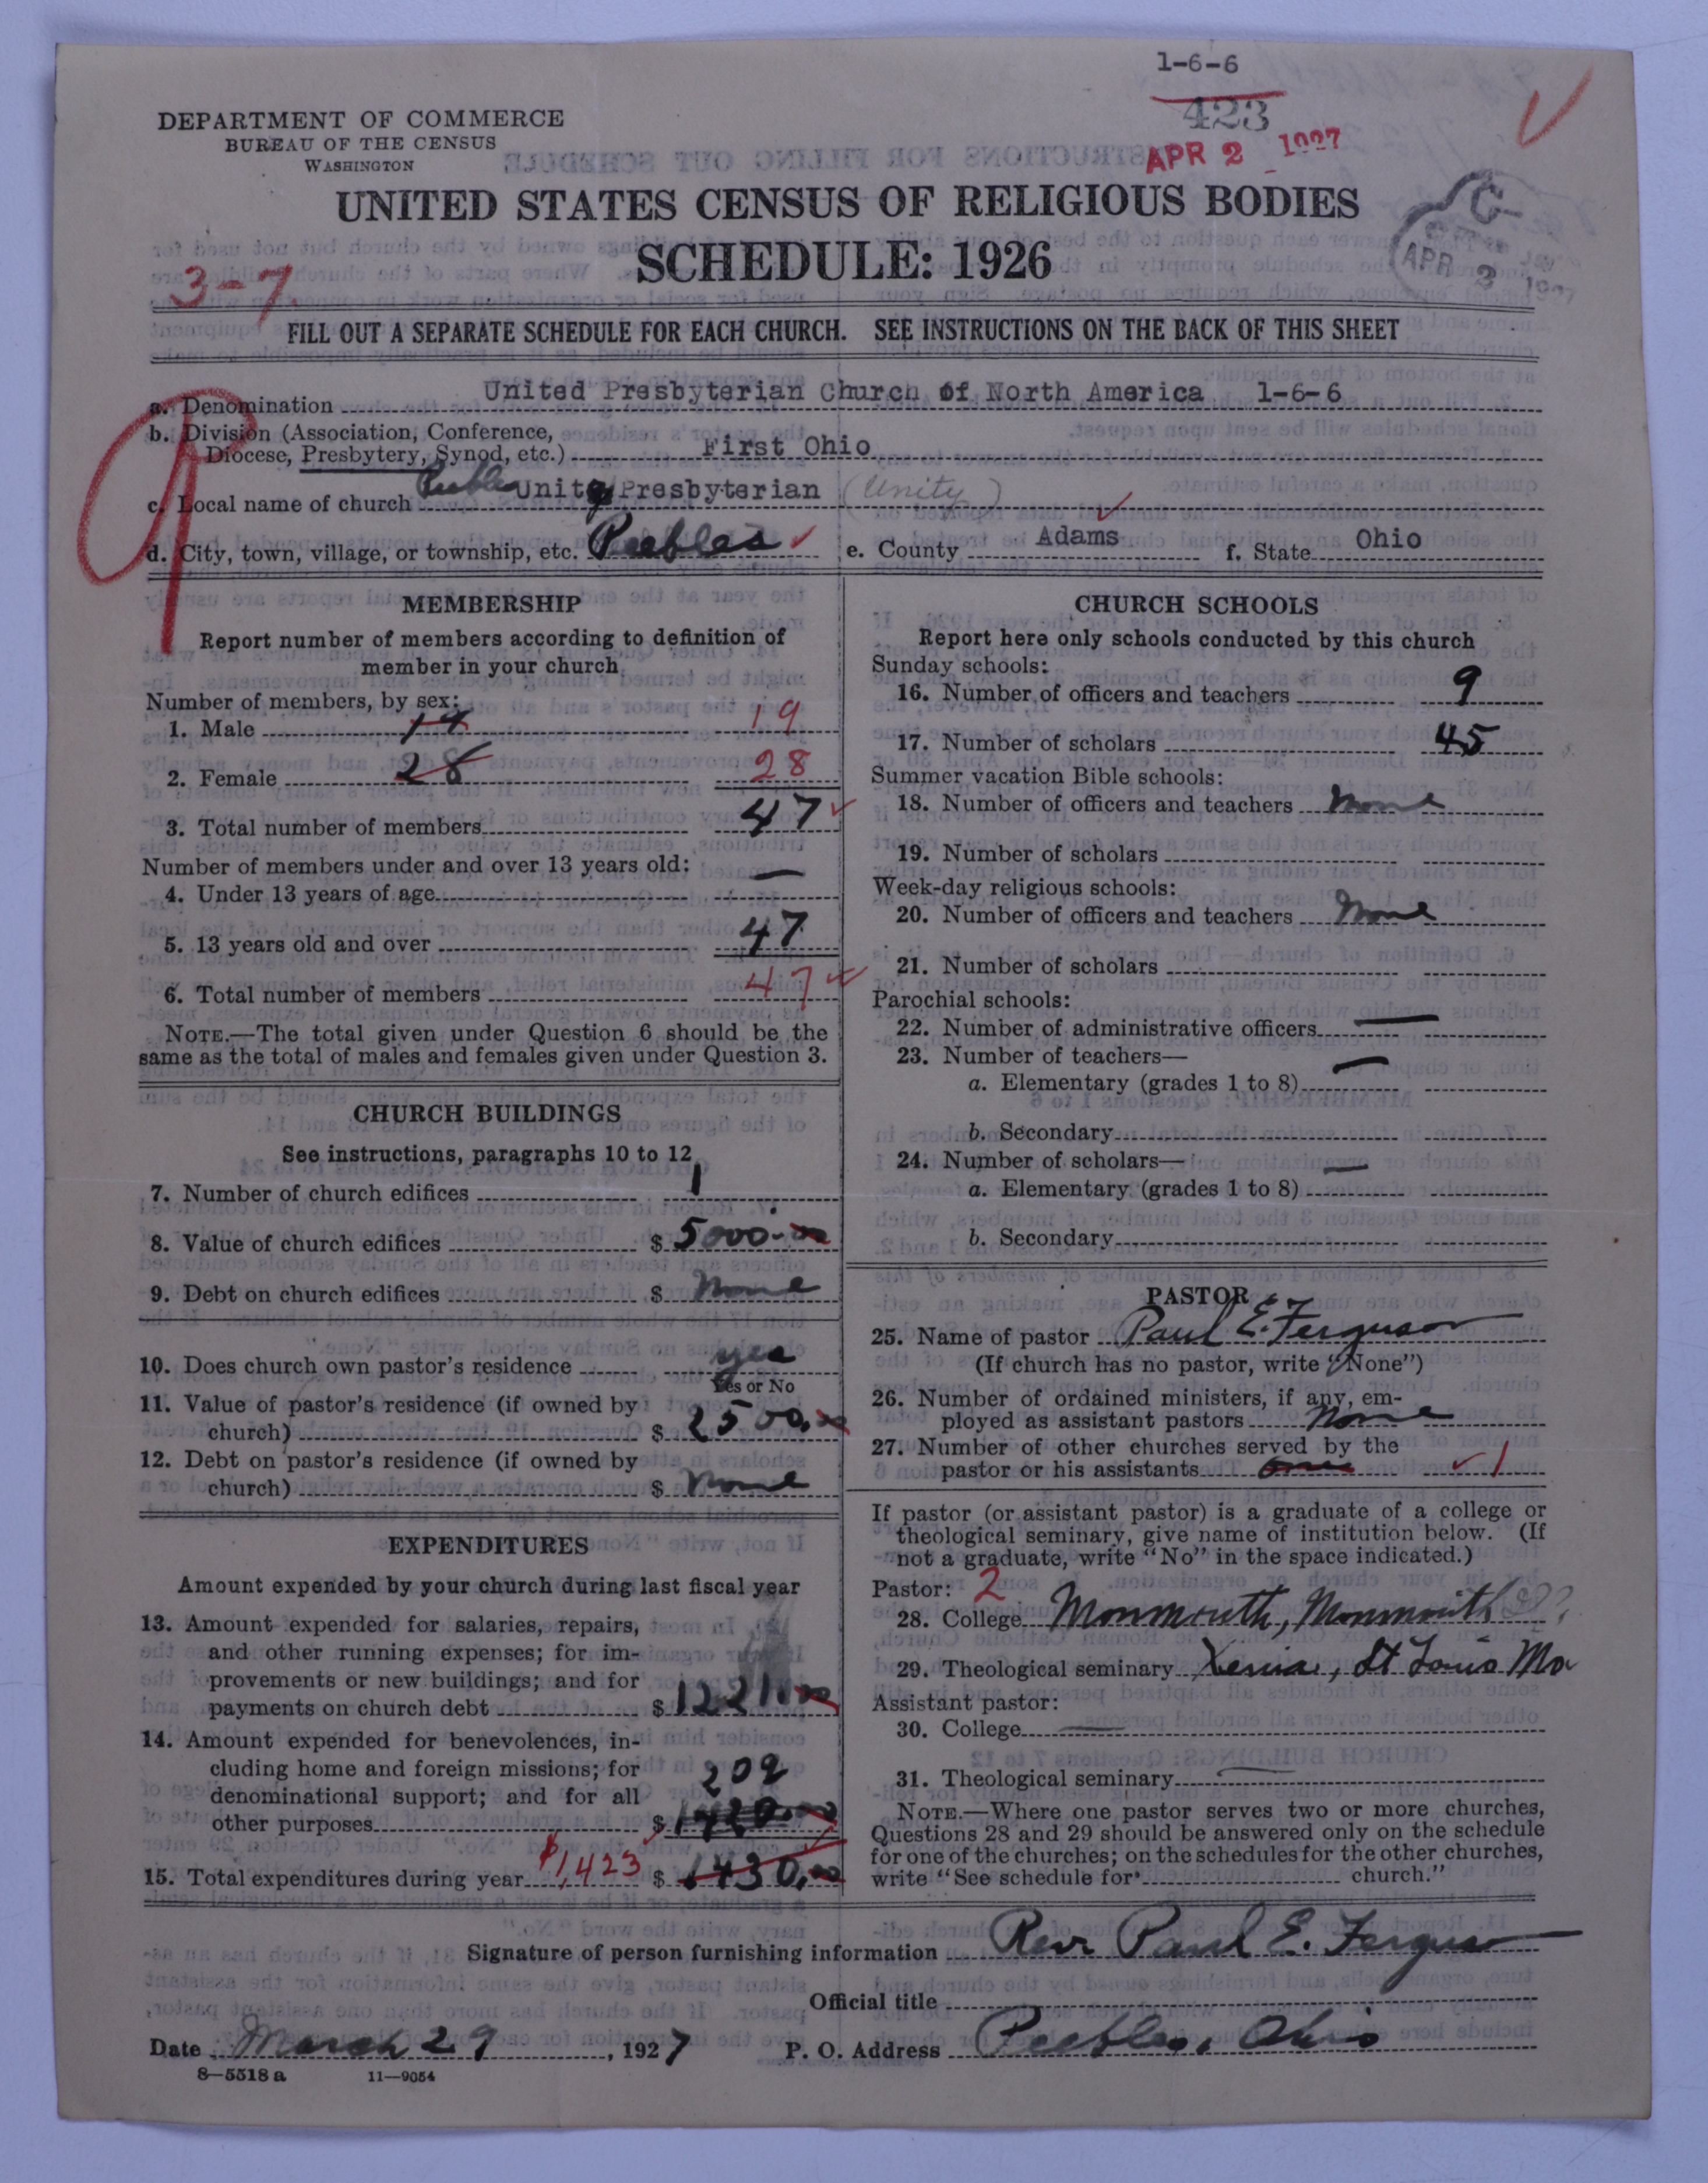 1-6-6
423
APR 2 1927
DEPARTMENT OF COMMERCE
BUREAU OF THE CENSUS
WASHINGTON
UNITED STATES CENSUS OF RELIGIOUS BODIES
SCHEDULE: 1926
APR 2 1927
3-7.
FILL OUT A SEPARATE SCHEDULE FOR EACH CHURCH. SEE INSTRUCTIONS ON THE BACK OF THIS SHEET
a. Denomination United Presbyterian Church of North America 1-6-6
b. Division (Association, Conference,
Diocese, Presbytery, Synod, etc.) First Ohio
c. Local name of church Peebles Unity Presbyterian (Unity)
d. City, town, village, or township, etc. Peebles e. County Adams f. State Ohio
MEMBERSHIP
Report number of members according to definition of
member in your church
Number of members, by sex:
1. Male 19 19
2. Female 28 28
3. Total number of members 47
Number of members under and over 13 years old:
4. Under 13 years of age —
5. 13 years old and over 47
6. Total number of members 47
NOTE.—The total given under Question 6 should be the
same as the total of males and females given under Question 3.
CHURCH BUILDINGS
See instructions, paragraphs 10 to 12
7. Number of church edifices 1
8. Value of church edifices $ 5000.00
9. Debt on church edifices $ None
10. Does church own pastor's residence yes
Yes or No
11. Value of pastor's residence (if owned by
church) $ 2500.00
12. Debt on pastor's residence (if owned by
church) $ None
EXPENDITURES
Amount expended by your church during last fiscal year
13. Amount expended for salaries, repairs,
and other running expenses; for im-
provements or new buildings; and for
payments on church debt $ 1221.00
14. Amount expended for benevolences, in-
cluding home and foreign missions; for
denominational support; and for all 202
other purposes $
15. Total expenditures during year $1,423 $ 1430.00
CHURCH SCHOOLS
Report here only schools conducted by this church
Sunday schools:
16. Number of officers and teachers 9
17. Number of scholars 45
Summer vacation Bible schools:
18. Number of officers and teachers None
19. Number of scholars
Week-day religious schools:
20. Number of officers and teachers None
21. Number of scholars
Parochial schools:
22. Number of administrative officers —
23. Number of teachers—
a. Elementary (grades 1 to 8) —
b. Secondary
24. Number of scholars—
a. Elementary (grades 1 to 8) —
b. Secondary
PASTOR
25. Name of pastor Paul E. Ferguson
(If church has no pastor, write "None")
26. Number of ordained ministers, if any, em-
ployed as assistant pastors None
27. Number of other churches served by the
pastor or his assistants 1
If pastor (or assistant pastor) is a graduate of a college or
theological seminary, give name of institution below. (If
not a graduate, write "No" in the space indicated.)
Pastor: 2
28. College Monmouth, Monmouth Ill
29. Theological seminary Xenia, St Louis Mo
Assistant pastor:
30. College —
31. Theological seminary —
NOTE.—Where one pastor serves two or more churches,
Questions 28 and 29 should be answered only on the schedule
for one of the churches; on the schedules for the other churches,
write "See schedule for church."
Signature of person furnishing information Rev Paul E. Ferguson
Official title
Date March 29, 1927 P. O. Address Peebles, Ohio
8-5518 a 11-9054